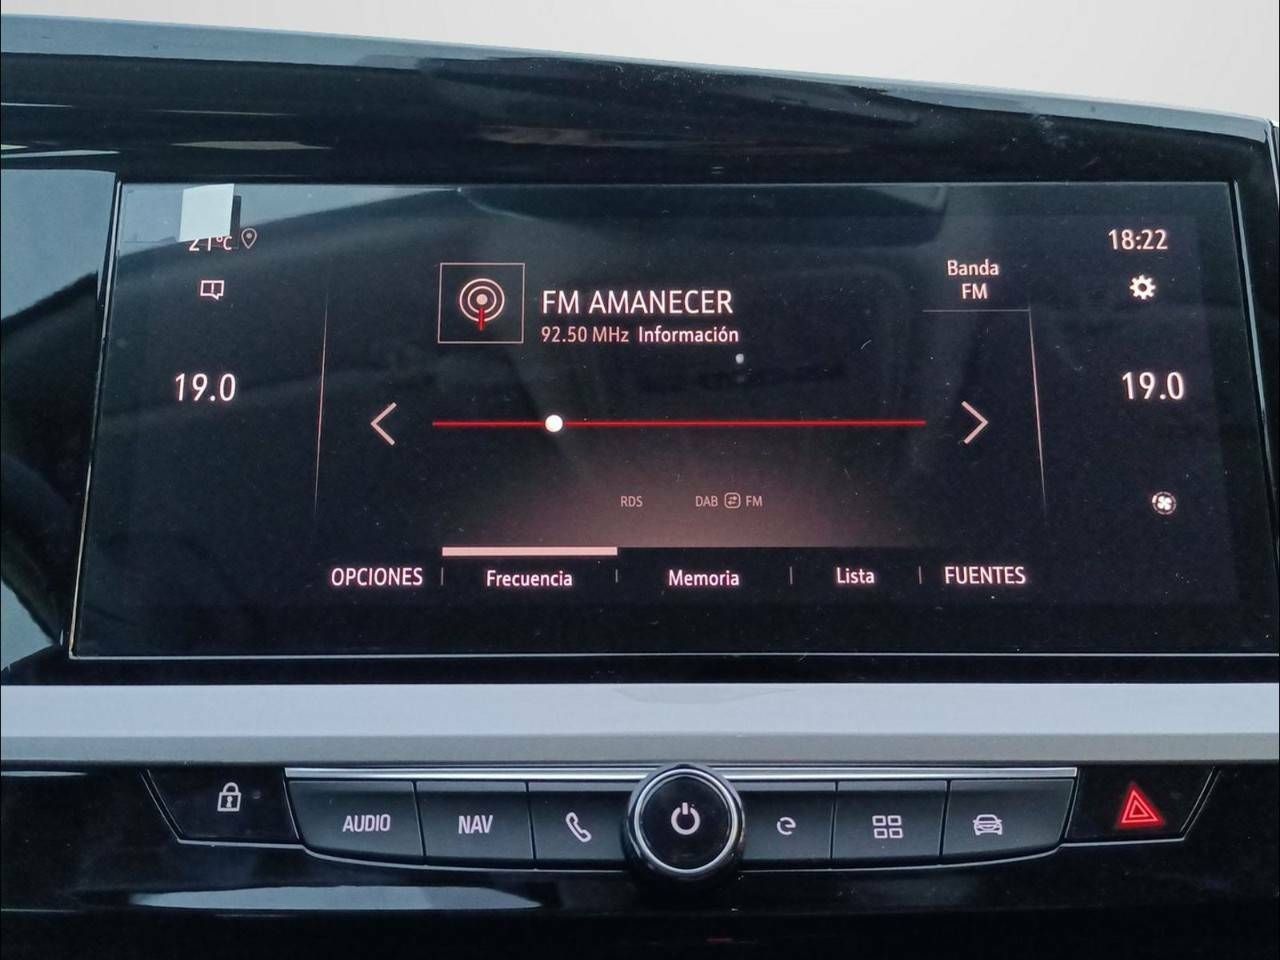 21°C
18:22
Banda
FM
FM AMANECER
92.50 MHz Información
19.0
19.0
RDS
DAB FM
OPCIONES
Frecuencia
Memoria
Lista
FUENTES
AUDIO
NAV